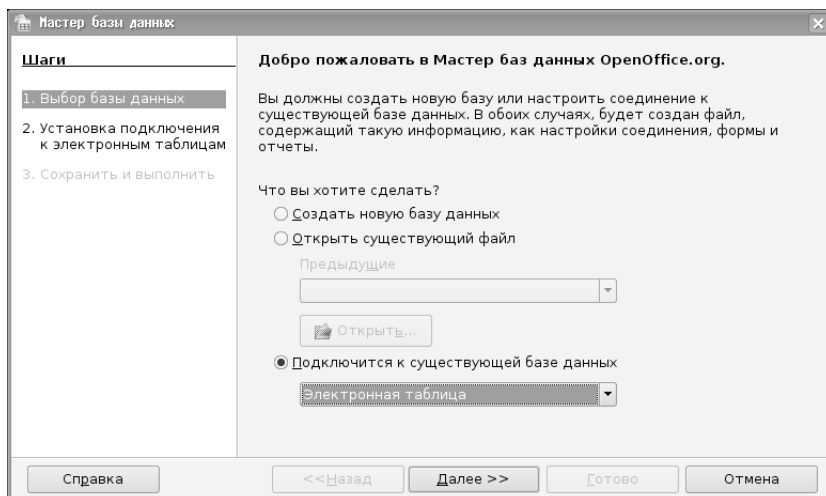 Мастер базы данных
Шаги
1. Выбор базы данных
2. Установка подключения
к электронным таблицам
3. Сохранить и выполнить
Добро пожаловать в Мастер баз данных OpenOffice.org.
Вы должны создать новую базу или настроить соединение к
существующей базе данных. В обоих случаях, будет создан файл,
содержащий такую информацию, как настройки соединения, формы и
отчеты.
Что вы хотите сделать?
Создать новую базу данных
Открыть существующий файл
Предыдущие
Открыть...
Подключится к существующей базе данных
Электронная таблица
Справка
<<Назад
Далее >>
Готово
Отмена